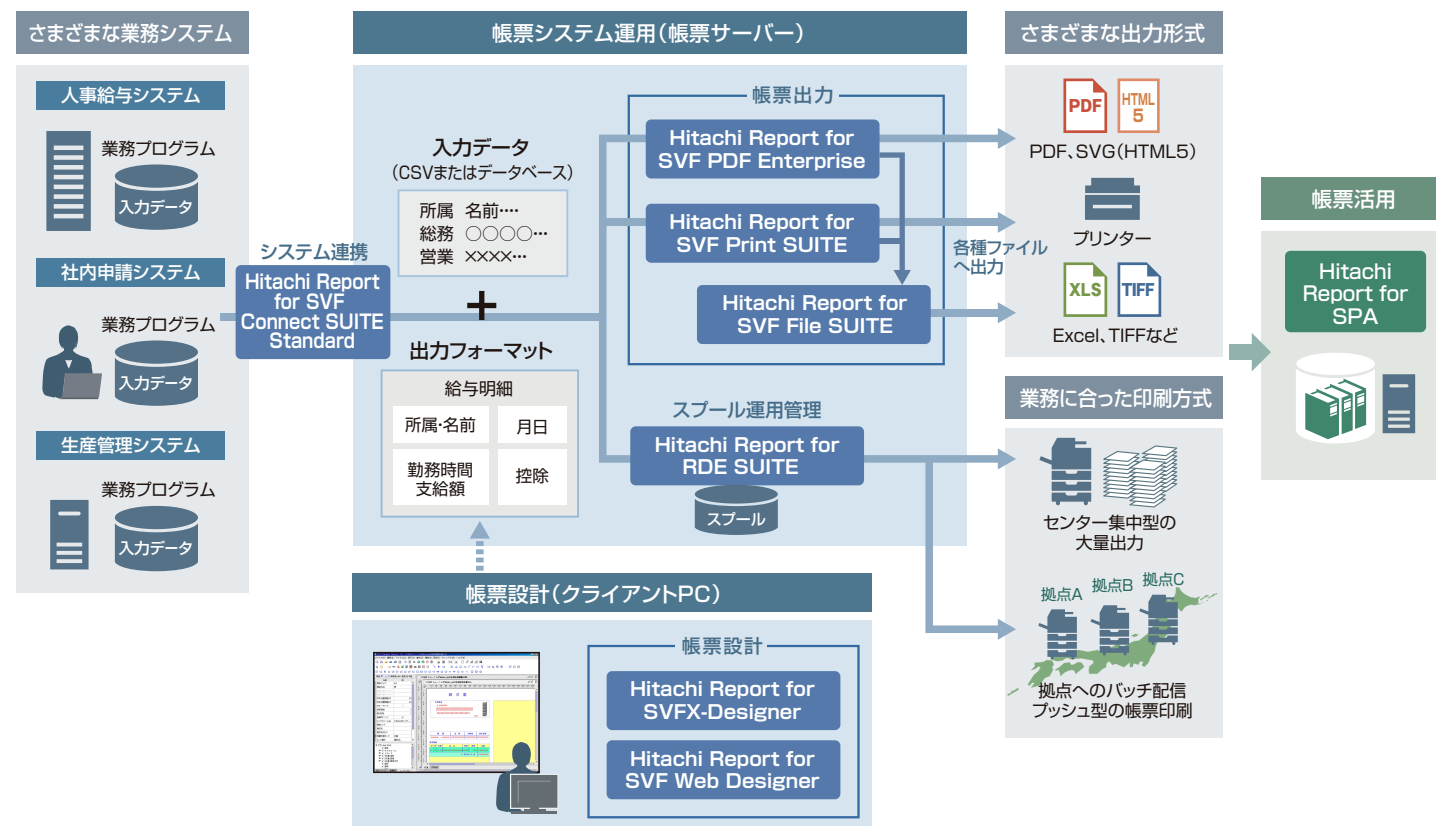 さまざまな業務システム
人事給与システム
業務プログラム
入力データ
社内申請システム
業務プログラム
入力データ
生産管理システム
業務プログラム
入力データ
システム連携
Hitachi Report
for SVF
Connect SUITE
Standard
帳票システム運用(帳票サーバー)
入力データ
(CSVまたはデータベース)
所属 名前‥‥
総務 ○○○○…
営業 ××××…
+
出力フォーマット
給与明細
所属・名前
月日
勤務時間
支給額
控除
帳票出力
Hitachi Report for
SVF PDF Enterprise
Hitachi Report for
SVF Print SUITE
Hitachi Report for
SVF File SUITE
各種ファイル
へ出力
スプール運用管理
Hitachi Report for
RDE SUITE
スプール
帳票設計(クライアントPC)
帳票設計
Hitachi Report for
SVFX-Designer
Hitachi Report for
SVF Web Designer
さまざまな出力形式
PDF
HTML
5
PDF、SVG(HTML5)
プリンター
XLS
TIFF
Excel、TIFFなど
業務に合った印刷方式
センター集中型の
大量出力
拠点A
拠点B
拠点C
拠点へのバッチ配信
プッシュ型の帳票印刷
帳票活用
Hitachi
Report for
SPA